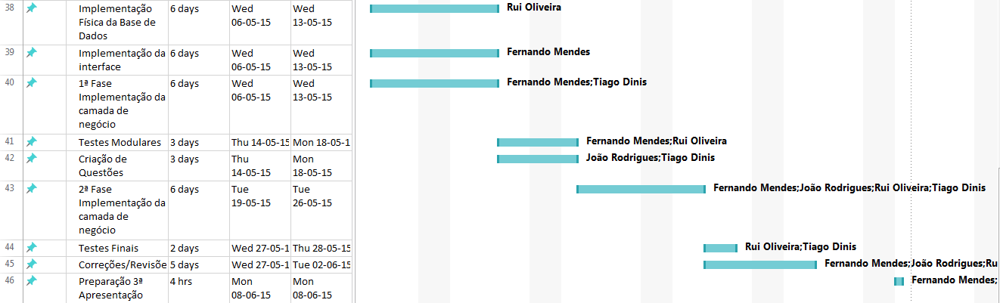 38 Implementação Física da Base de Dados 6 days Wed 06-05-15 Wed 13-05-15 Rui Oliveira
39 Implementação da interface 6 days Wed 06-05-15 Wed 13-05-15 Fernando Mendes
40 1ª Fase Implementação da camada de negócio 6 days Wed 06-05-15 Wed 13-05-15 Fernando Mendes;Tiago Dinis
41 Testes Modulares 3 days Thu 14-05-15 Mon 18-05-1 Fernando Mendes;Rui Oliveira
42 Criação de Questões 3 days Thu 14-05-15 Mon 18-05-15 João Rodrigues;Tiago Dinis
43 2ª Fase Implementação da camada de negócio 6 days Tue 19-05-15 Tue 26-05-15 Fernando Mendes;João Rodrigues;Rui Oliveira;Tiago Dinis
44 Testes Finais 2 days Wed 27-05-1 Thu 28-05-15 Rui Oliveira;Tiago Dinis
45 Correções/Revisõe 5 days Wed 27-05-1 Tue 02-06-15 Fernando Mendes;João Rodrigues;Ru
46 Preparação 3ª Apresentação 4 hrs Mon 08-06-15 Mon 08-06-15 Fernando Mendes;